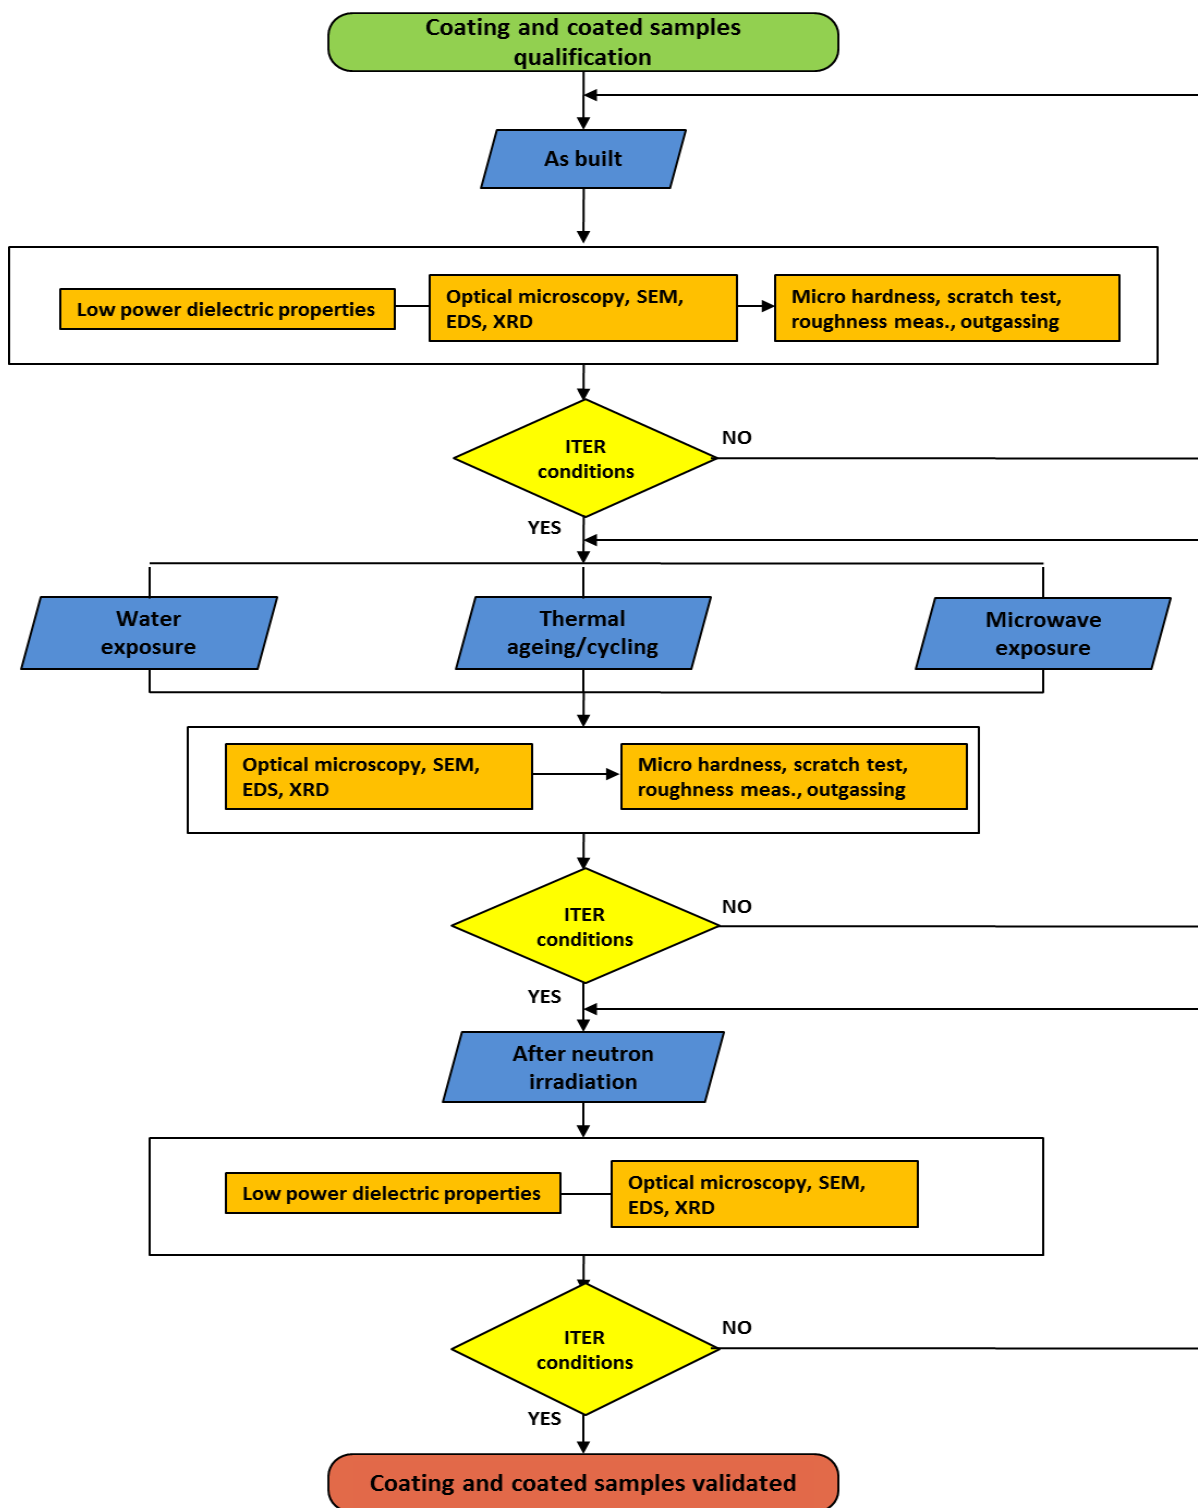 Coating and coated samples
qualification
As built
Low power dielectric properties
Optical microscopy, SEM,
EDS, XRD
Micro hardness, scratch test,
roughness meas., outgassing
ITER
conditions
NO
YES
Water
exposure
Thermal
ageing/cycling
Microwave
exposure
Optical microscopy, SEM,
EDS, XRD
Micro hardness, scratch test,
roughness meas., outgassing
ITER
conditions
NO
YES
After neutron
irradiation
Low power dielectric properties
Optical microscopy, SEM,
EDS, XRD
ITER
conditions
NO
YES
Coating and coated samples validated